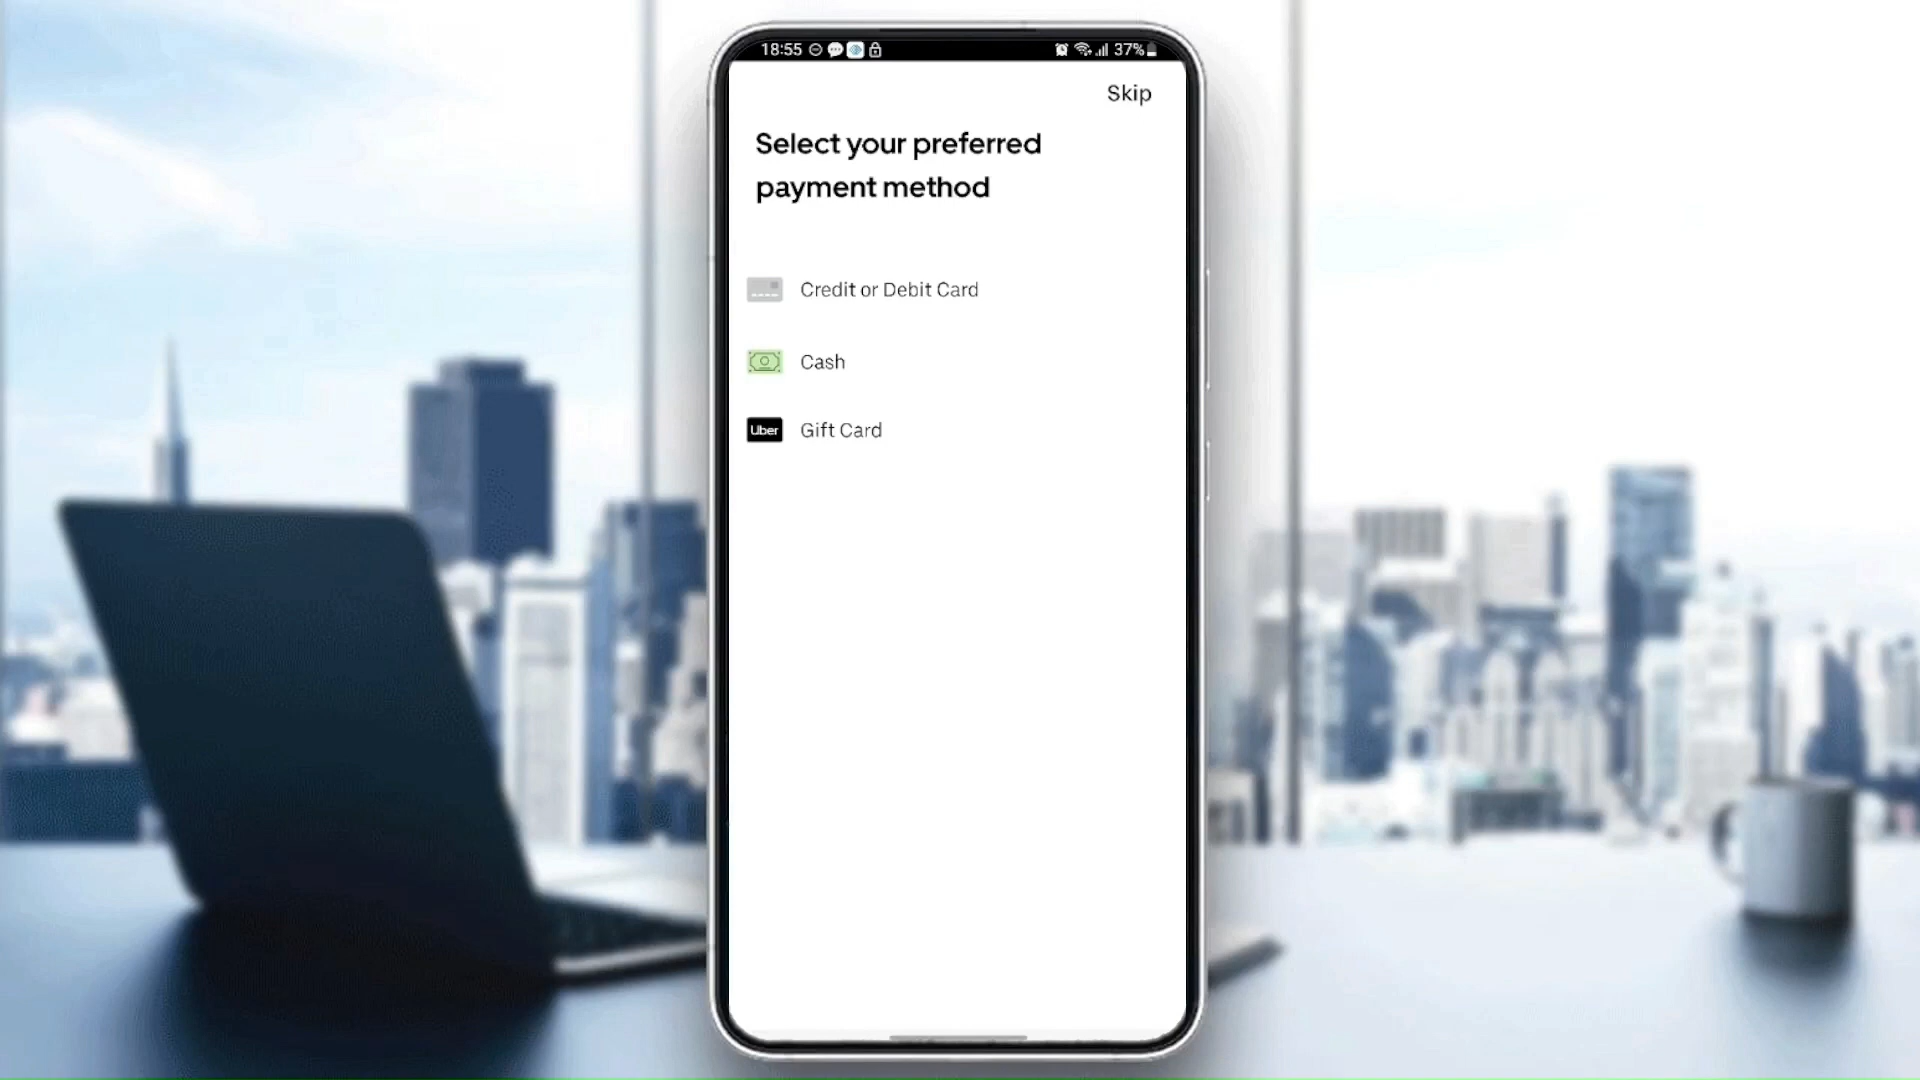 18:55
37%
Skip
Select your preferred
payment method
Credit or Debit Card
Cash
Uber Gift Card